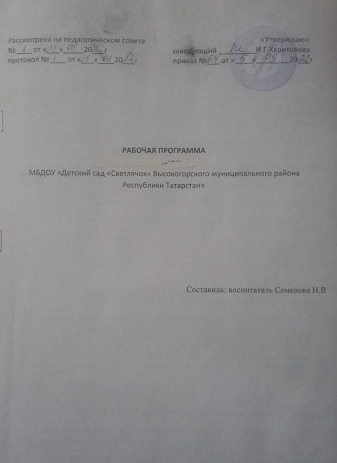 Рассмотрена на педагогическом совете
№ 1 от « » 20 г
протокол № 1 от « » 20 г
«Утверждаю»
заведующий И.Г.Харитонова
приказ № от « » 20 г
РАБОЧАЯ ПРОГРАММА
МБДОУ «Детский сад «Светлячок» Высокогорского муниципального района
Республики Татарстан»
Составила: воспитатель Семенова Н.В